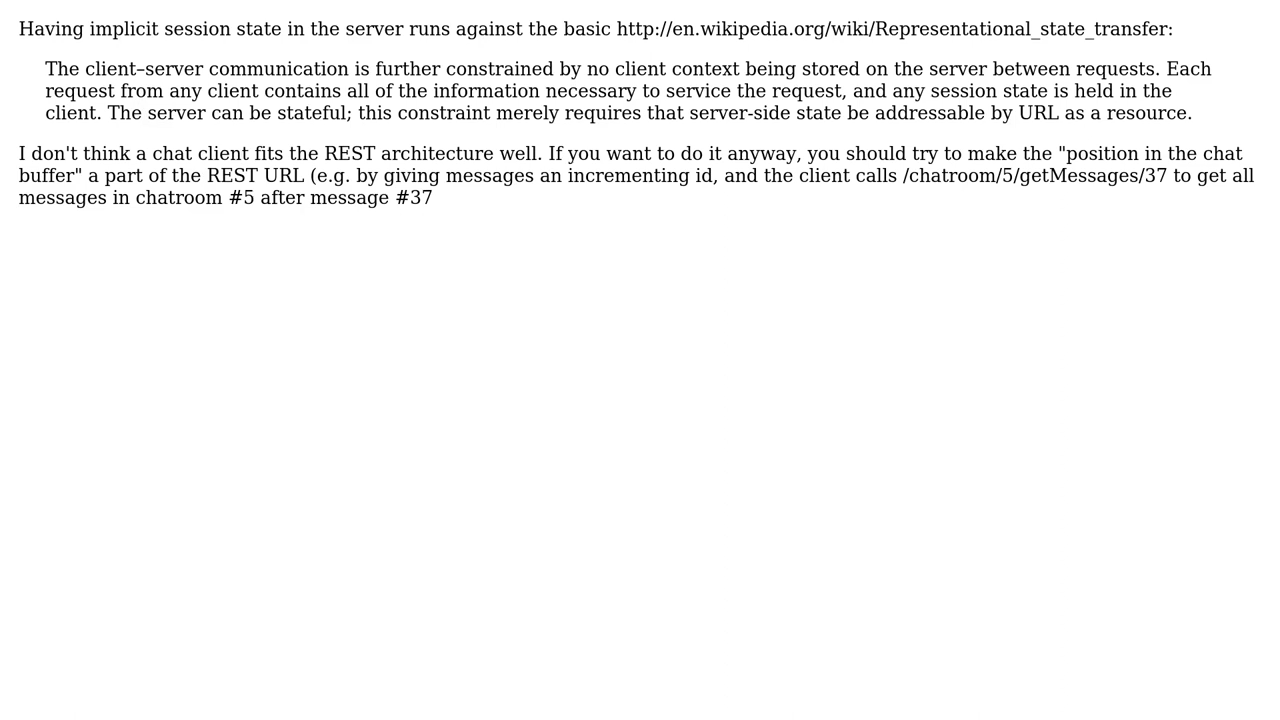 Having implicit session state in the server runs against the basic http://en.wikipedia.org/wiki/Representational_state_transfer:
The client–server communication is further constrained by no client context being stored on the server between requests. Each
request from any client contains all of the information necessary to service the request, and any session state is held in the
client. The server can be stateful; this constraint merely requires that server-side state be addressable by URL as a resource.
I don't think a chat client fits the REST architecture well. If you want to do it anyway, you should try to make the "position in the chat
buffer" a part of the REST URL (e.g. by giving messages an incrementing id, and the client calls /chatroom/5/getMessages/37 to get all
messages in chatroom #5 after message #37